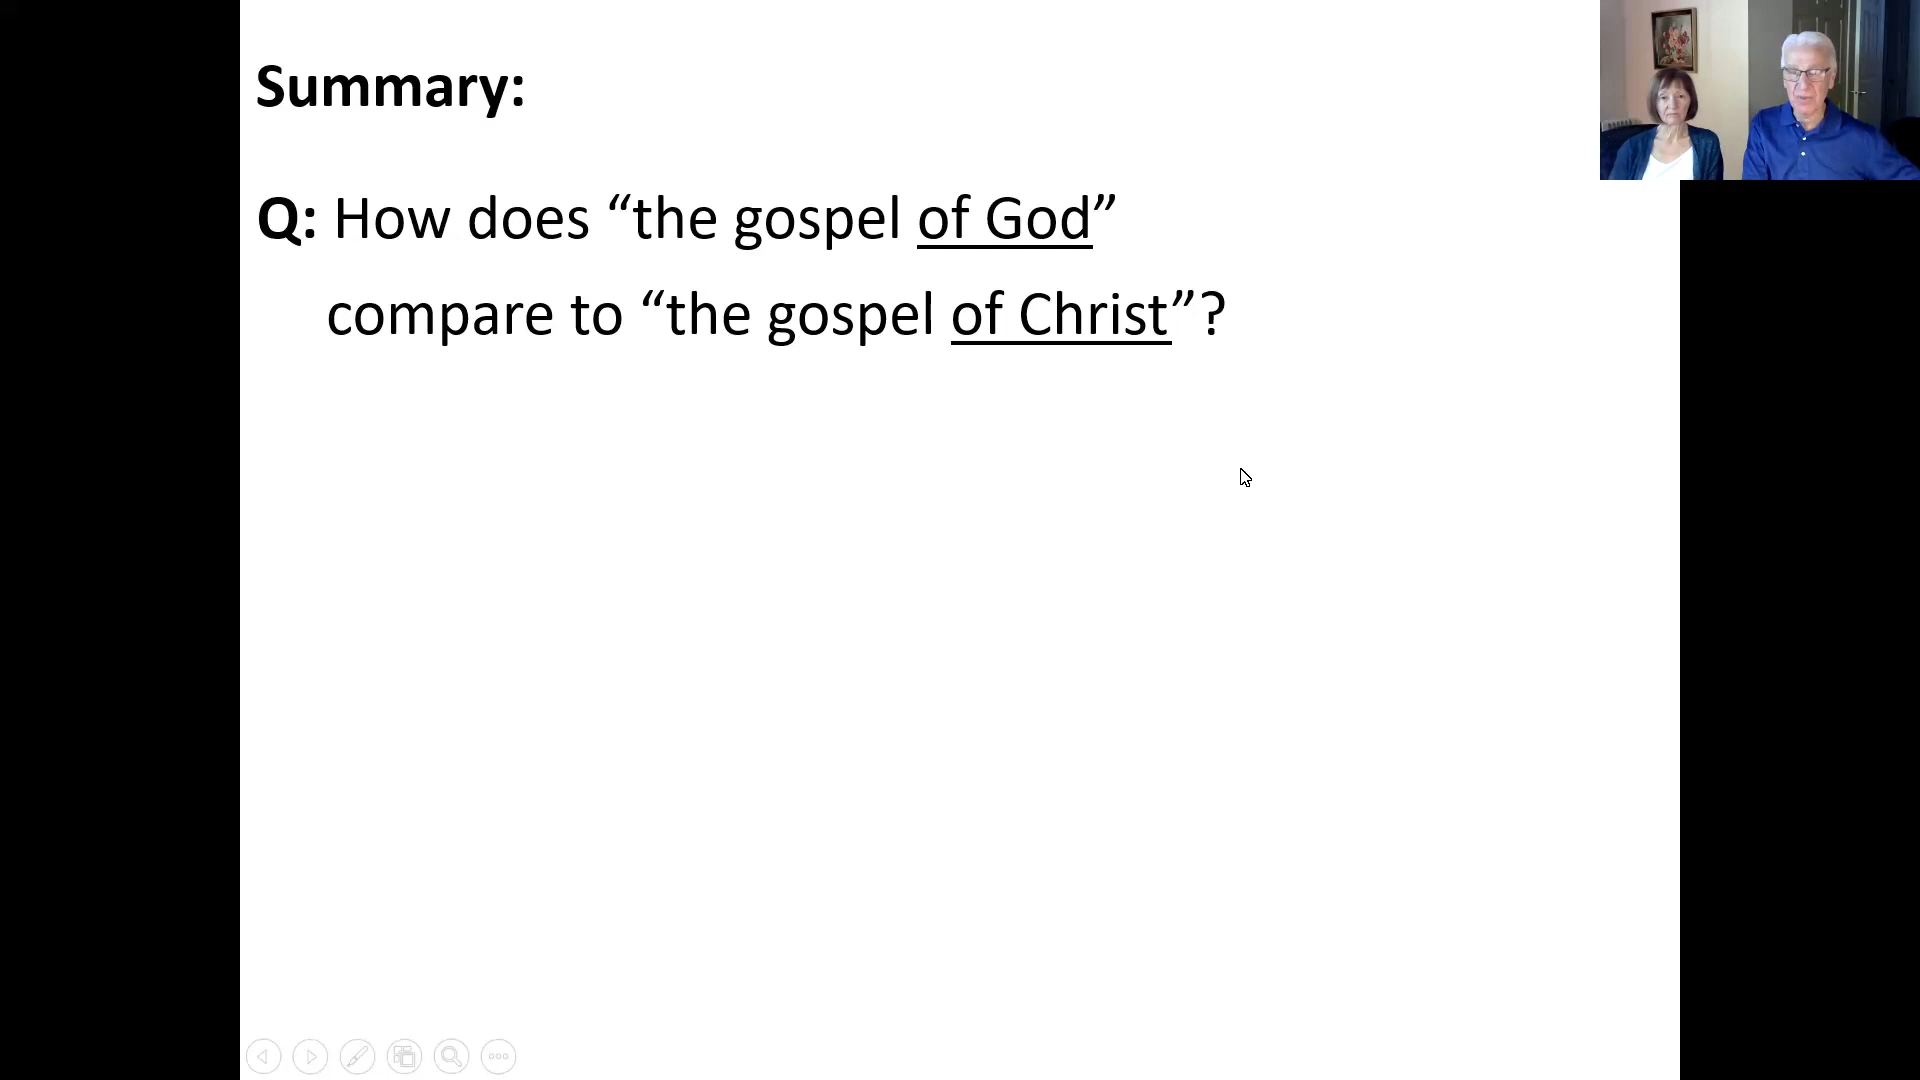 Summary:
Q: How does “the gospel of God”
compare to “the gospel of Christ”?